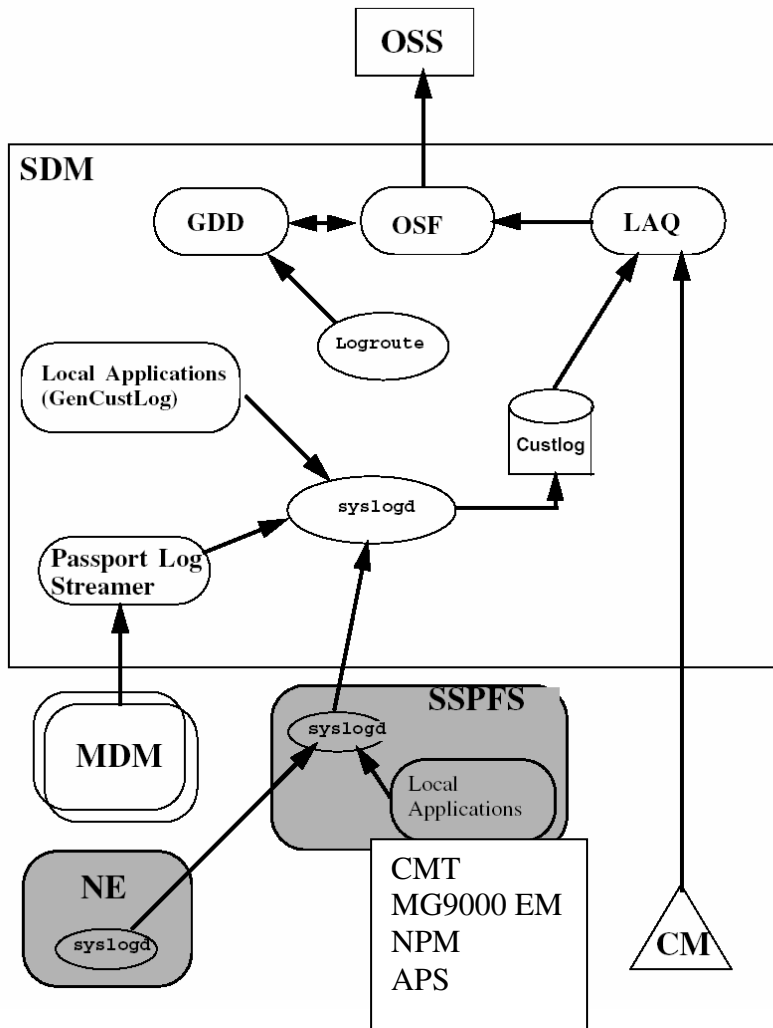 OSS
SDM
GDD
OSF
LAQ
Logroute
Local Applications
(GenCustLog)
Custlog
syslogd
Passport Log
Streamer
SSPFS
syslogd
MDM
Local
Applications
NE
syslogd
CMT
MG9000 EM
NPM
APS
CM